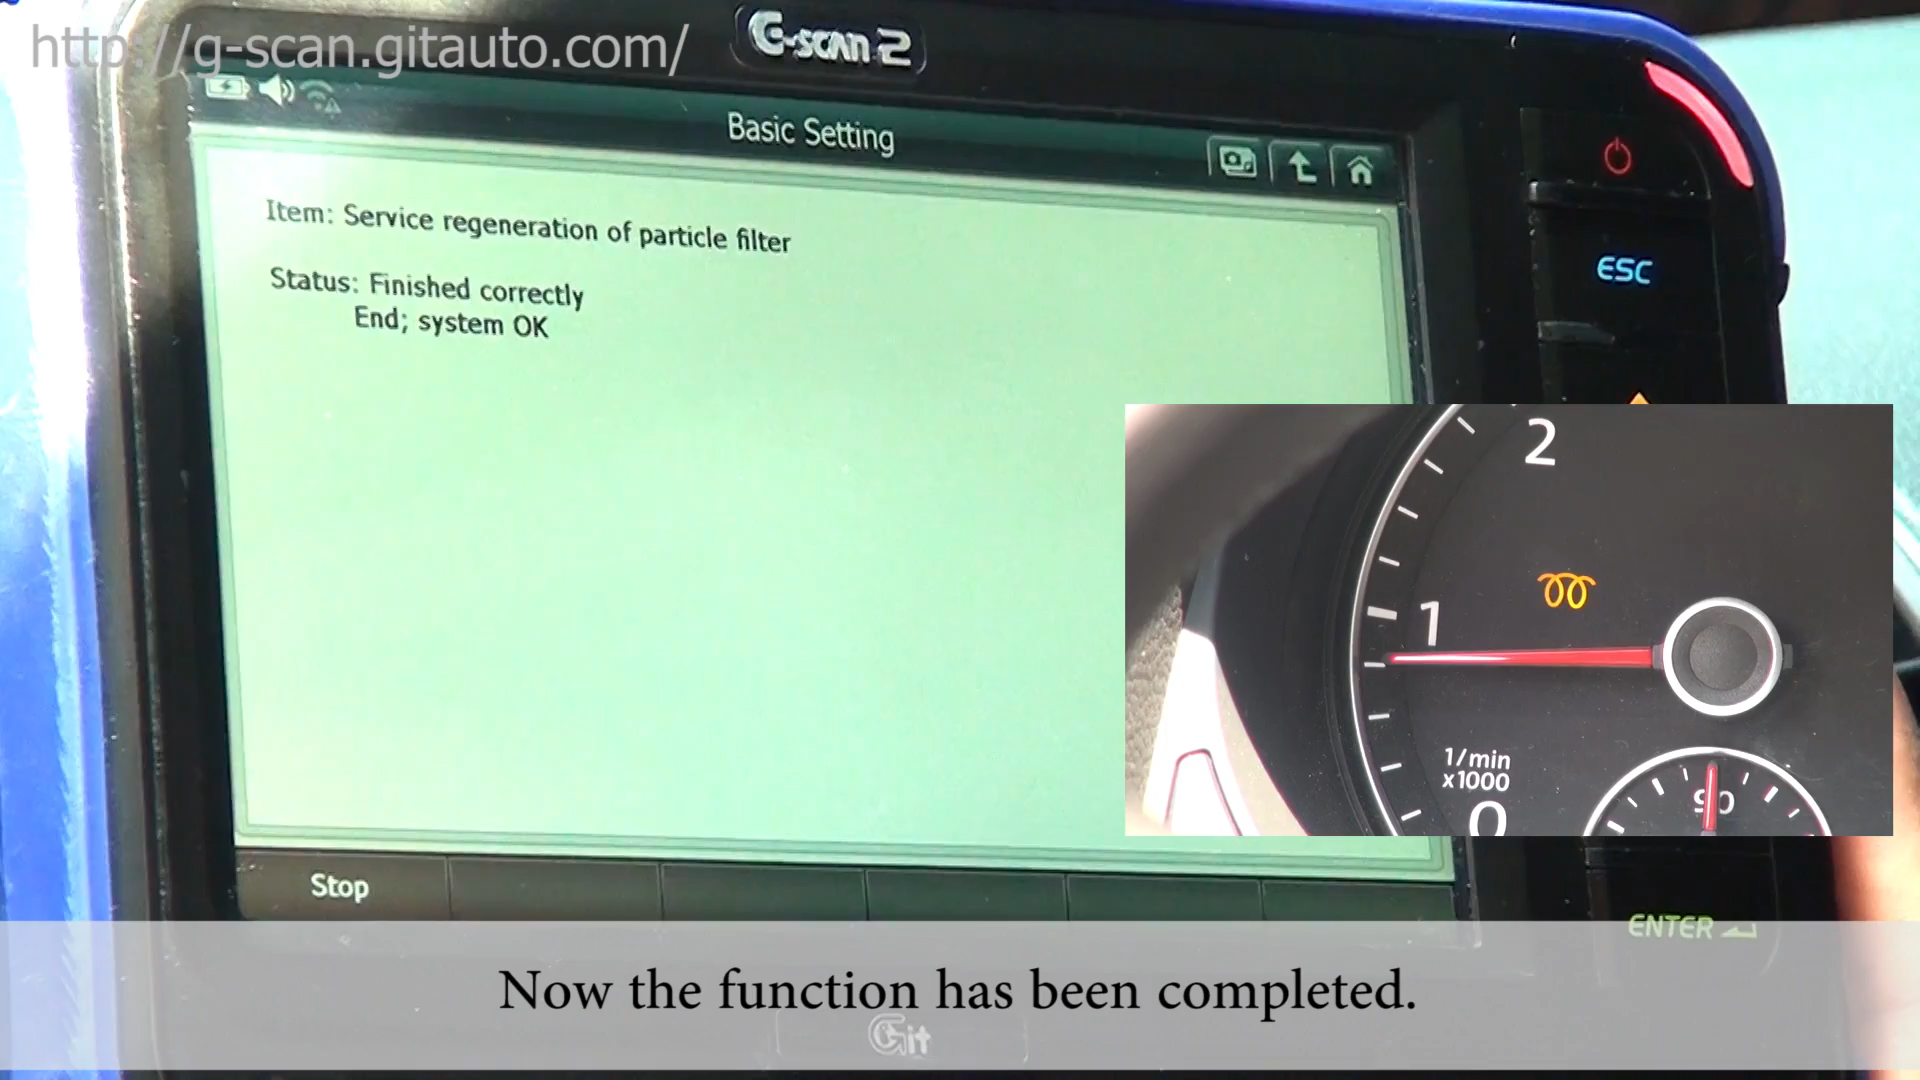 http://g-scan.gitauto.com/
G-scan 2
Basic Setting
Item: Service regeneration of particle filter
Status: Finished correctly
End; system OK
ESC
2
1
1/min
x1000
0
90
Stop
ENTER
Now the function has been completed.
Git